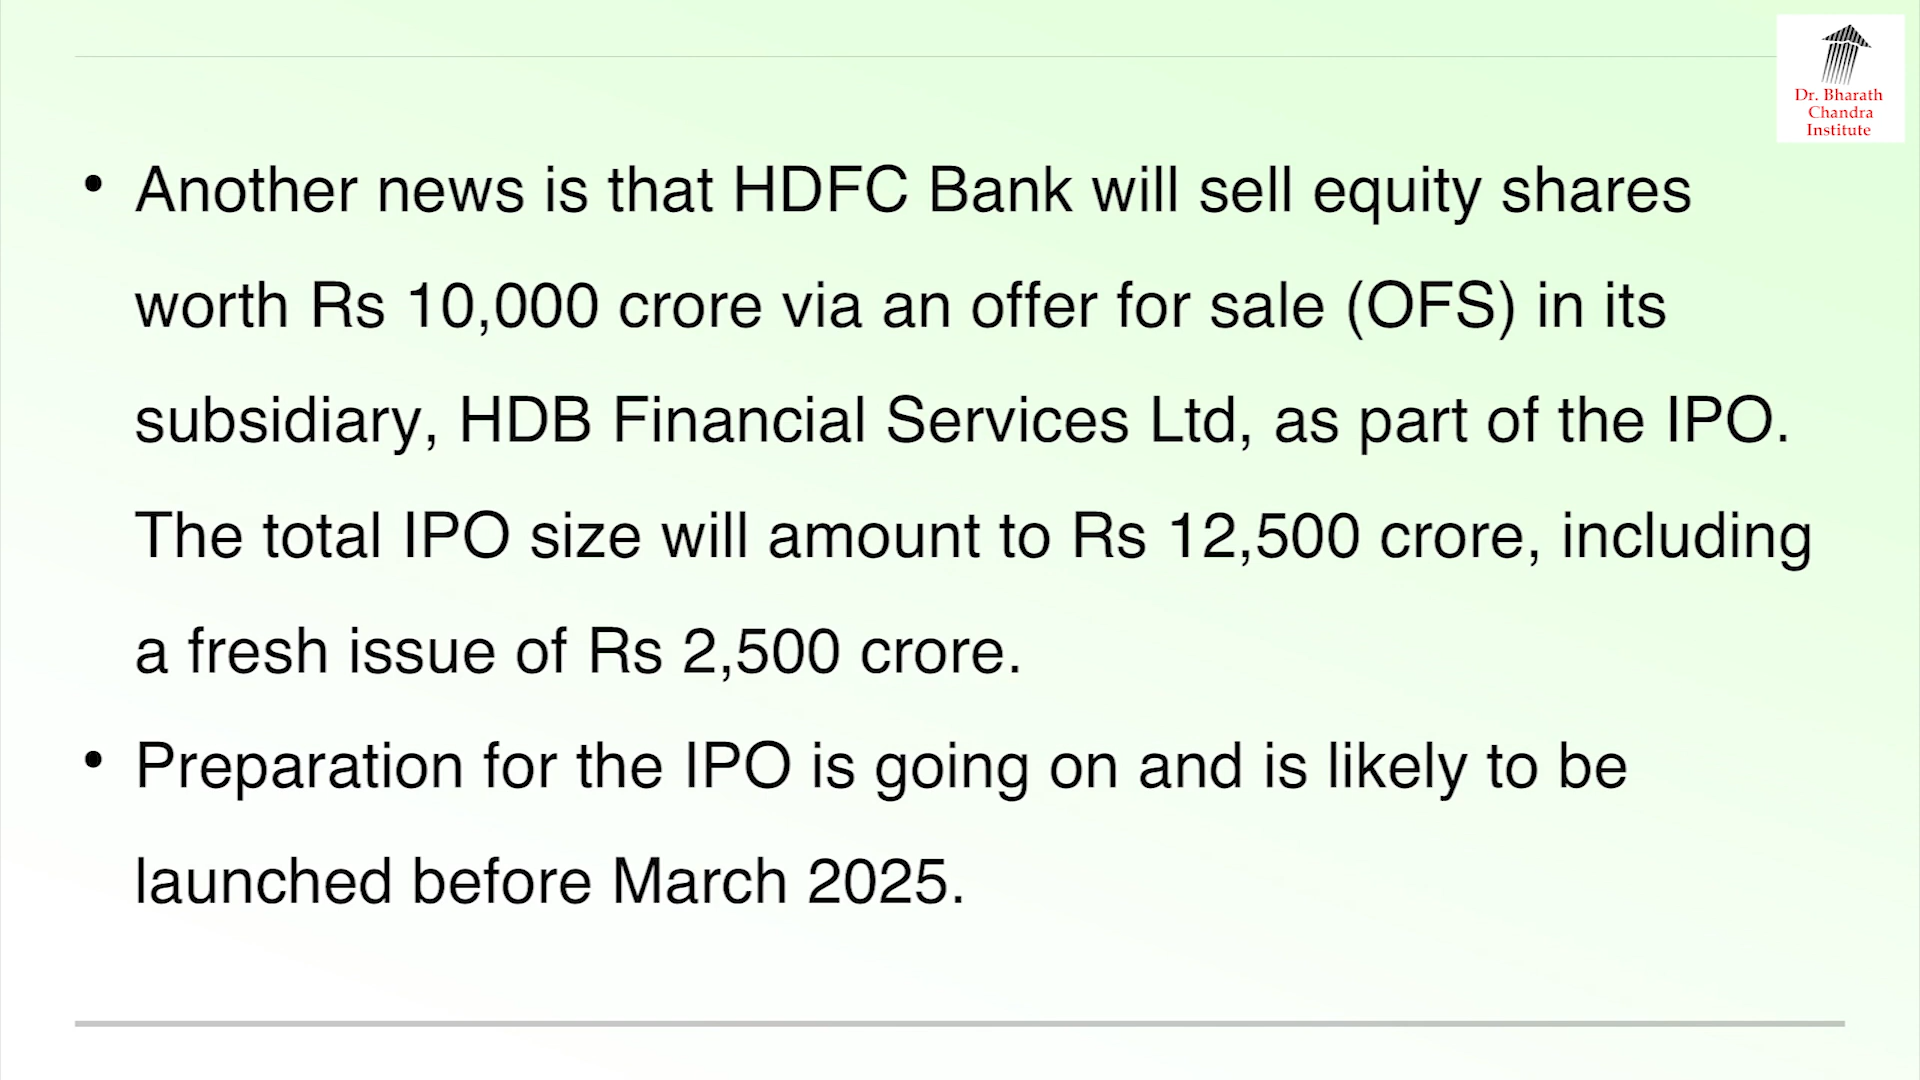 Dr. Bharath
Chandra
Institute
• Another news is that HDFC Bank will sell equity shares
worth Rs 10,000 crore via an offer for sale (OFS) in its
subsidiary, HDB Financial Services Ltd, as part of the IPO.
The total IPO size will amount to Rs 12,500 crore, including
a fresh issue of Rs 2,500 crore.
• Preparation for the IPO is going on and is likely to be
launched before March 2025.